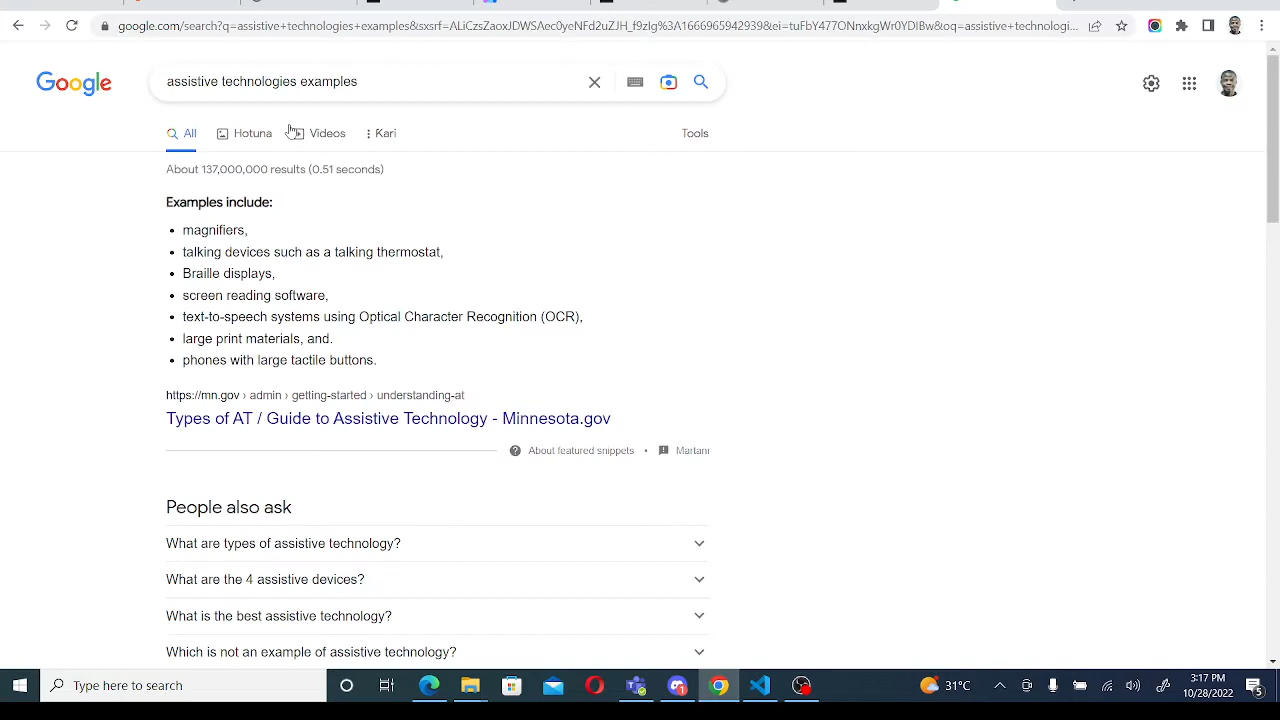 google.com/search?q=assistive+technologies+examples&sxsrf=ALiCzsZaoxJDWSAec0yeNFd2uZJH_f9zlg%3A1666965942939&ei=tuFbY477ONnxkgWr0YDIBw&oq=assistive+technologi...
Google
assistive technologies examples
All Hotuna Videos Kari Tools
About 137,000,000 results (0.51 seconds)
Examples include:
• magnifiers,
• talking devices such as a talking thermostat,
• Braille displays,
• screen reading software,
• text-to-speech systems using Optical Character Recognition (OCR),
• large print materials, and.
• phones with large tactile buttons.
https://mn.gov › admin › getting-started › understanding-at
Types of AT / Guide to Assistive Technology - Minnesota.gov
About featured snippets • Martani
People also ask
What are types of assistive technology?
What are the 4 assistive devices?
What is the best assistive technology?
Which is not an example of assistive technology?
Type here to search
1
31°C
3:17 PM
10/28/2022
5